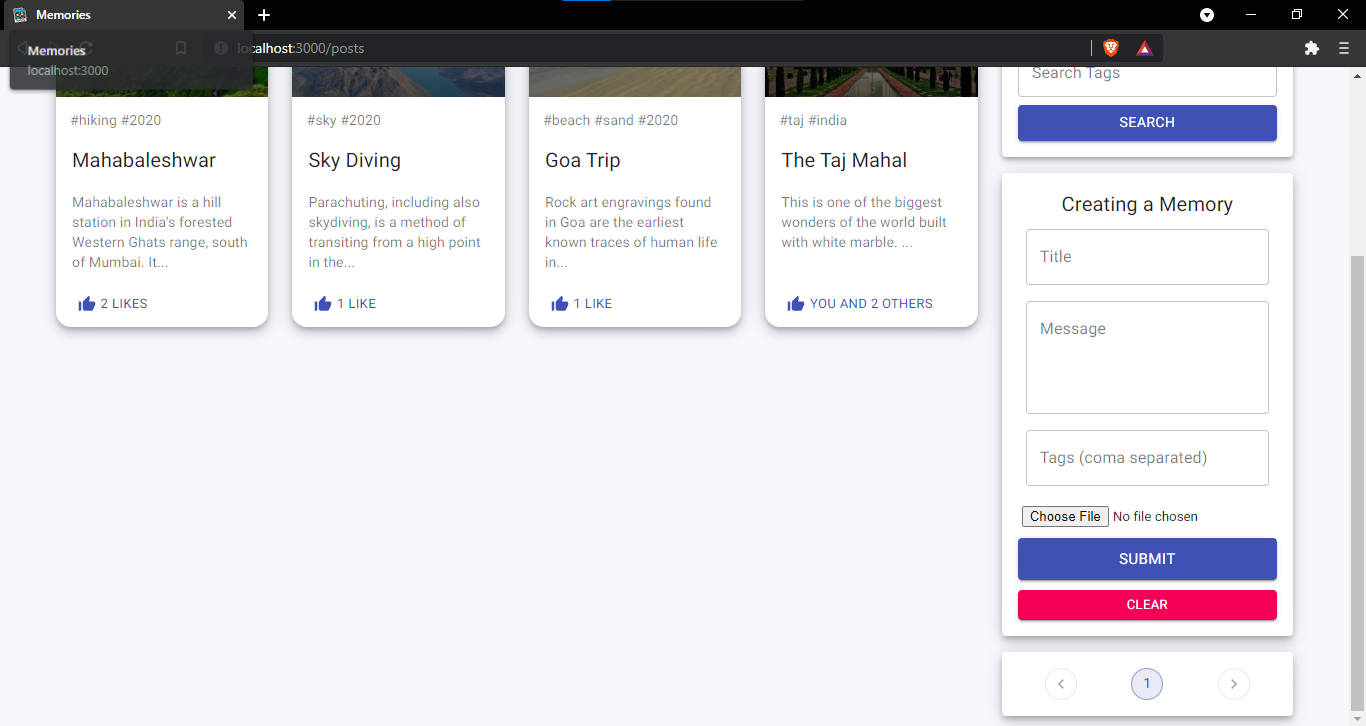 Memories
Memories
localhost:3000
localhost:3000/posts
#hiking #2020
Mahabaleshwar
Mahabaleshwar is a hill
station in India's forested
Western Ghats range, south
of Mumbai. It...
2 LIKES
#sky #2020
Sky Diving
Parachuting, including also
skydiving, is a method of
transiting from a high point
in the...
1 LIKE
#beach #sand #2020
Goa Trip
Rock art engravings found
in Goa are the earliest
known traces of human life
in...
1 LIKE
#taj #india
The Taj Mahal
This is one of the biggest
wonders of the world built
with white marble. ...
YOU AND 2 OTHERS
Search Tags
SEARCH
Creating a Memory
Title
Message
Tags (coma separated)
Choose File No file chosen
SUBMIT
CLEAR
1